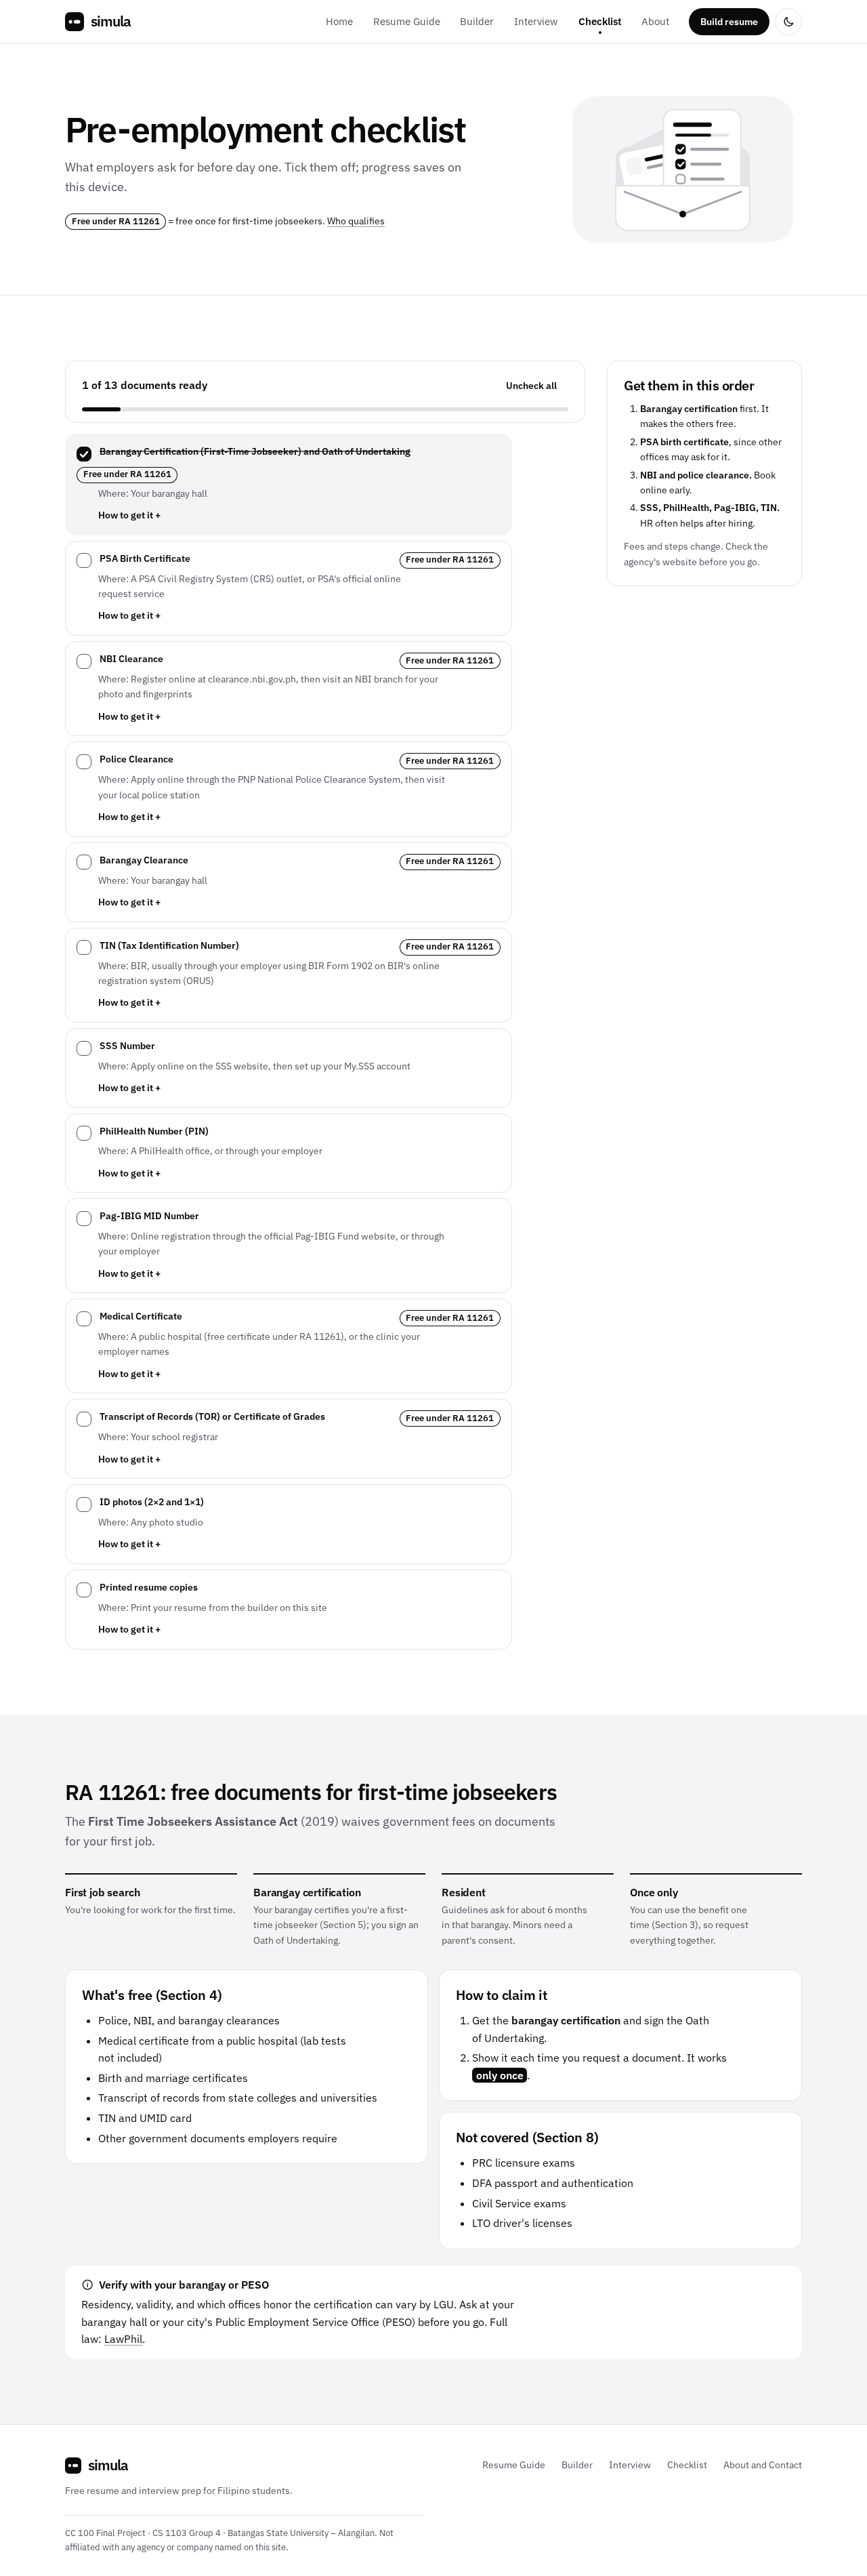 simula
Home
Resume Guide
Builder
Interview
Checklist
About
Build resume
Pre-employment checklist
What employers ask for before day one. Tick them off; progress saves on
this device.
Free under RA 11261 = free once for first-time jobseekers. Who qualifies
1 of 13 documents ready
Uncheck all
Barangay Certification (First-Time Jobseeker) and Oath of Undertaking
Free under RA 11261
Where: Your barangay hall
How to get it +
PSA Birth Certificate
Free under RA 11261
Where: A PSA Civil Registry System (CRS) outlet, or PSA's official online
request service
How to get it +
NBI Clearance
Free under RA 11261
Where: Register online at clearance.nbi.gov.ph, then visit an NBI branch for your
photo and fingerprints
How to get it +
Police Clearance
Free under RA 11261
Where: Apply online through the PNP National Police Clearance System, then visit
your local police station
How to get it +
Barangay Clearance
Free under RA 11261
Where: Your barangay hall
How to get it +
TIN (Tax Identification Number)
Free under RA 11261
Where: BIR, usually through your employer using BIR Form 1902 on BIR's online
registration system (ORUS)
How to get it +
SSS Number
Where: Apply online on the SSS website, then set up your My.SSS account
How to get it +
PhilHealth Number (PIN)
Where: A PhilHealth office, or through your employer
How to get it +
Pag-IBIG MID Number
Where: Online registration through the official Pag-IBIG Fund website, or through
your employer
How to get it +
Medical Certificate
Free under RA 11261
Where: A public hospital (free certificate under RA 11261), or the clinic your
employer names
How to get it +
Transcript of Records (TOR) or Certificate of Grades
Free under RA 11261
Where: Your school registrar
How to get it +
ID photos (2×2 and 1×1)
Where: Any photo studio
How to get it +
Printed resume copies
Where: Print your resume from the builder on this site
How to get it +
Get them in this order
1. Barangay certification first. It
makes the others free.
2. PSA birth certificate, since other
offices may ask for it.
3. NBI and police clearance. Book
online early.
4. SSS, PhilHealth, Pag-IBIG, TIN.
HR often helps after hiring.
Fees and steps change. Check the
agency's website before you go.
RA 11261: free documents for first-time jobseekers
The First Time Jobseekers Assistance Act (2019) waives government fees on documents
for your first job.
First job search
You're looking for work for the first time.
Barangay certification
Your barangay certifies you're a first-
time jobseeker (Section 5); you sign an
Oath of Undertaking.
Resident
Guidelines ask for about 6 months
in that barangay. Minors need a
parent's consent.
Once only
You can use the benefit one
time (Section 3), so request
everything together.
What's free (Section 4)
• Police, NBI, and barangay clearances
• Medical certificate from a public hospital (lab tests
not included)
• Birth and marriage certificates
• Transcript of records from state colleges and universities
• TIN and UMID card
• Other government documents employers require
How to claim it
1. Get the barangay certification and sign the Oath
of Undertaking.
2. Show it each time you request a document. It works
only once.
Not covered (Section 8)
• PRC licensure exams
• DFA passport and authentication
• Civil Service exams
• LTO driver's licenses
Verify with your barangay or PESO
Residency, validity, and which offices honor the certification can vary by LGU. Ask at your
barangay hall or your city's Public Employment Service Office (PESO) before you go. Full
law: LawPhil.
simula
Free resume and interview prep for Filipino students.
Resume Guide
Builder
Interview
Checklist
About and Contact
CC 100 Final Project · CS 1103 Group 4 · Batangas State University – Alangilan. Not
affiliated with any agency or company named on this site.